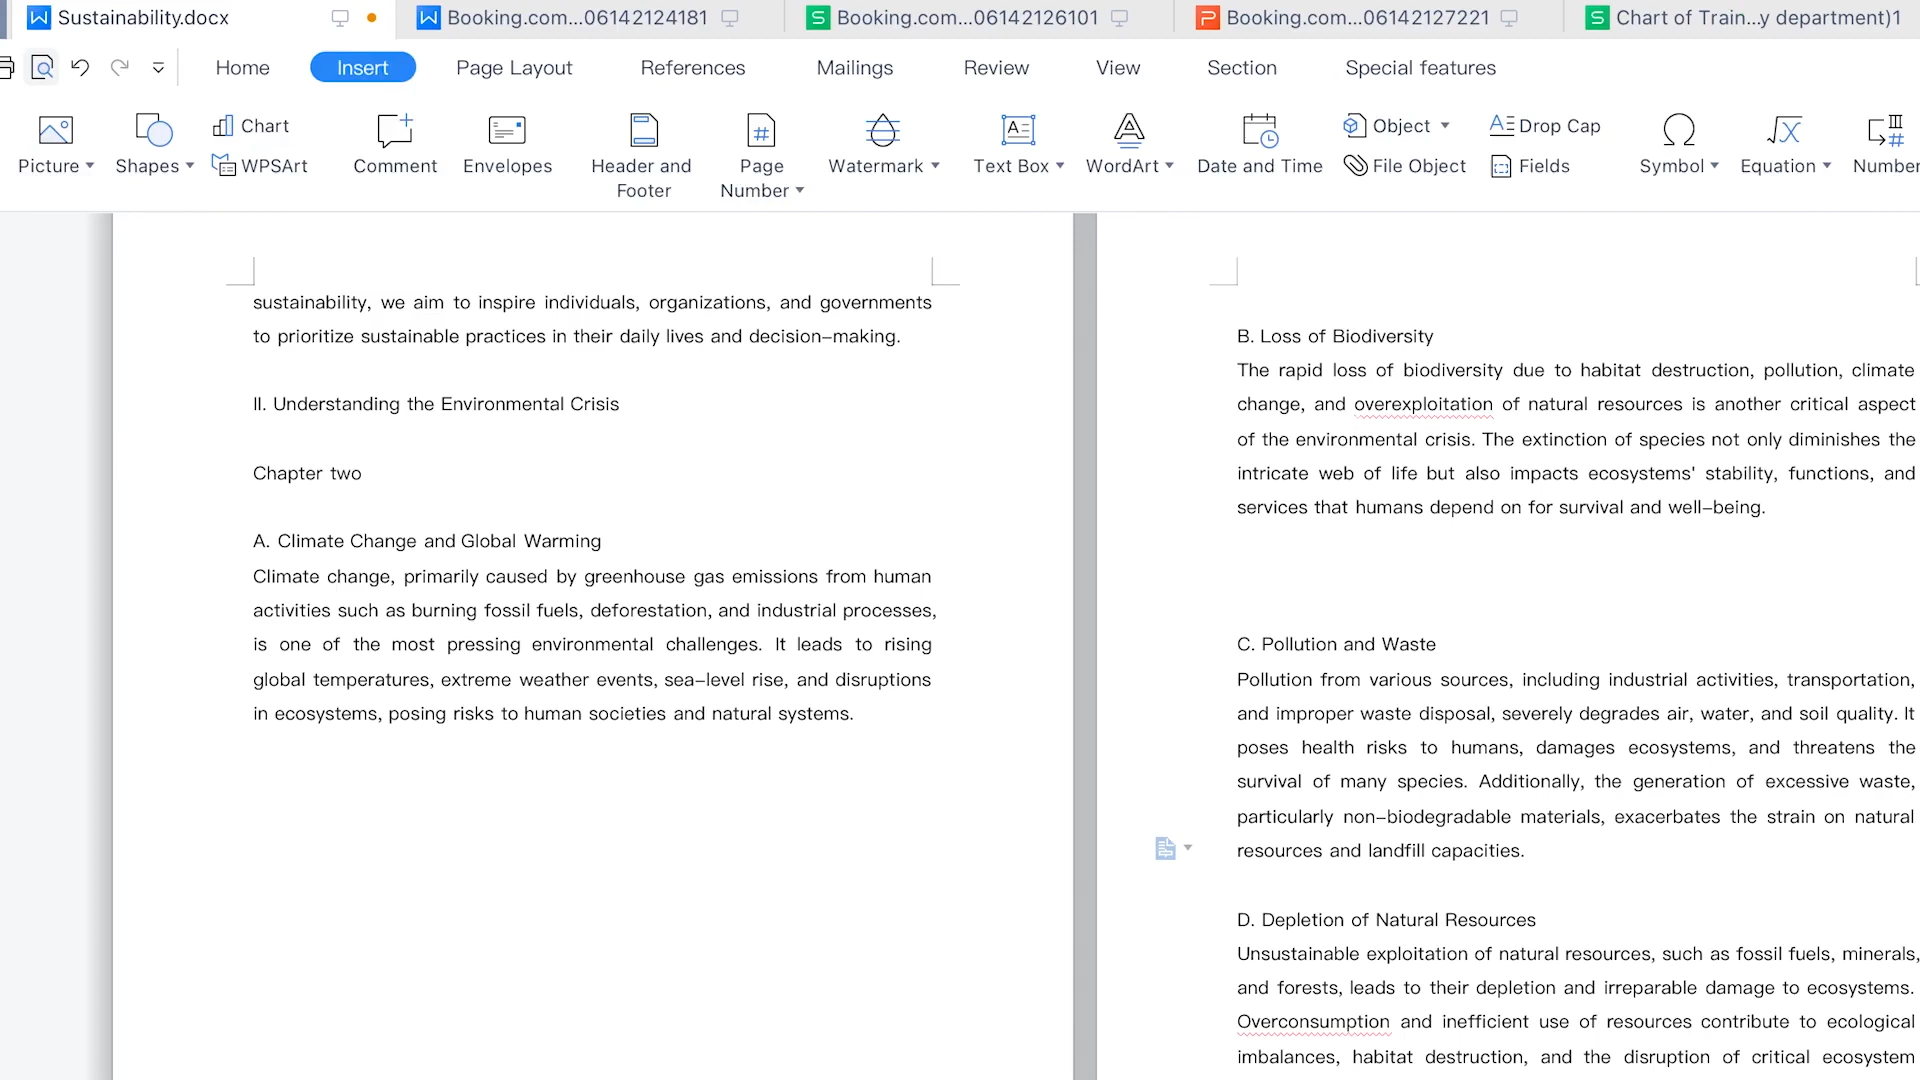 Sustainability.docx
Booking.com...06142124181
Booking.com...06142126101
Booking.com...06142127221
Chart of Train...y department)1
Home
Insert
Page Layout
References
Mailings
Review
View
Section
Special features
Picture
Shapes
Chart
WPSArt
Comment
Envelopes
Header and
Footer
Page
Number
Watermark
Text Box
WordArt
Date and Time
Object
File Object
Drop Cap
Fields
Symbol
Equation
Number
sustainability, we aim to inspire individuals, organizations, and governments
to prioritize sustainable practices in their daily lives and decision–making.
II. Understanding the Environmental Crisis
Chapter two
A. Climate Change and Global Warming
Climate change, primarily caused by greenhouse gas emissions from human
activities such as burning fossil fuels, deforestation, and industrial processes,
is one of the most pressing environmental challenges. It leads to rising
global temperatures, extreme weather events, sea–level rise, and disruptions
in ecosystems, posing risks to human societies and natural systems.
B. Loss of Biodiversity
The rapid loss of biodiversity due to habitat destruction, pollution, climate
change, and overexploitation of natural resources is another critical aspect
of the environmental crisis. The extinction of species not only diminishes the
intricate web of life but also impacts ecosystems' stability, functions, and
services that humans depend on for survival and well–being.
C. Pollution and Waste
Pollution from various sources, including industrial activities, transportation,
and improper waste disposal, severely degrades air, water, and soil quality. It
poses health risks to humans, damages ecosystems, and threatens the
survival of many species. Additionally, the generation of excessive waste,
particularly non–biodegradable materials, exacerbates the strain on natural
resources and landfill capacities.
D. Depletion of Natural Resources
Unsustainable exploitation of natural resources, such as fossil fuels, minerals,
and forests, leads to their depletion and irreparable damage to ecosystems.
Overconsumption and inefficient use of resources contribute to ecological
imbalances, habitat destruction, and the disruption of critical ecosystem